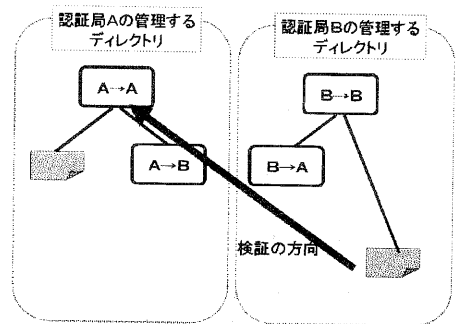 認証局Aの管理する
ディレクトリ
認証局Bの管理する
ディレクトリ
A→A
B→B
A→B
B→A
検証の方向